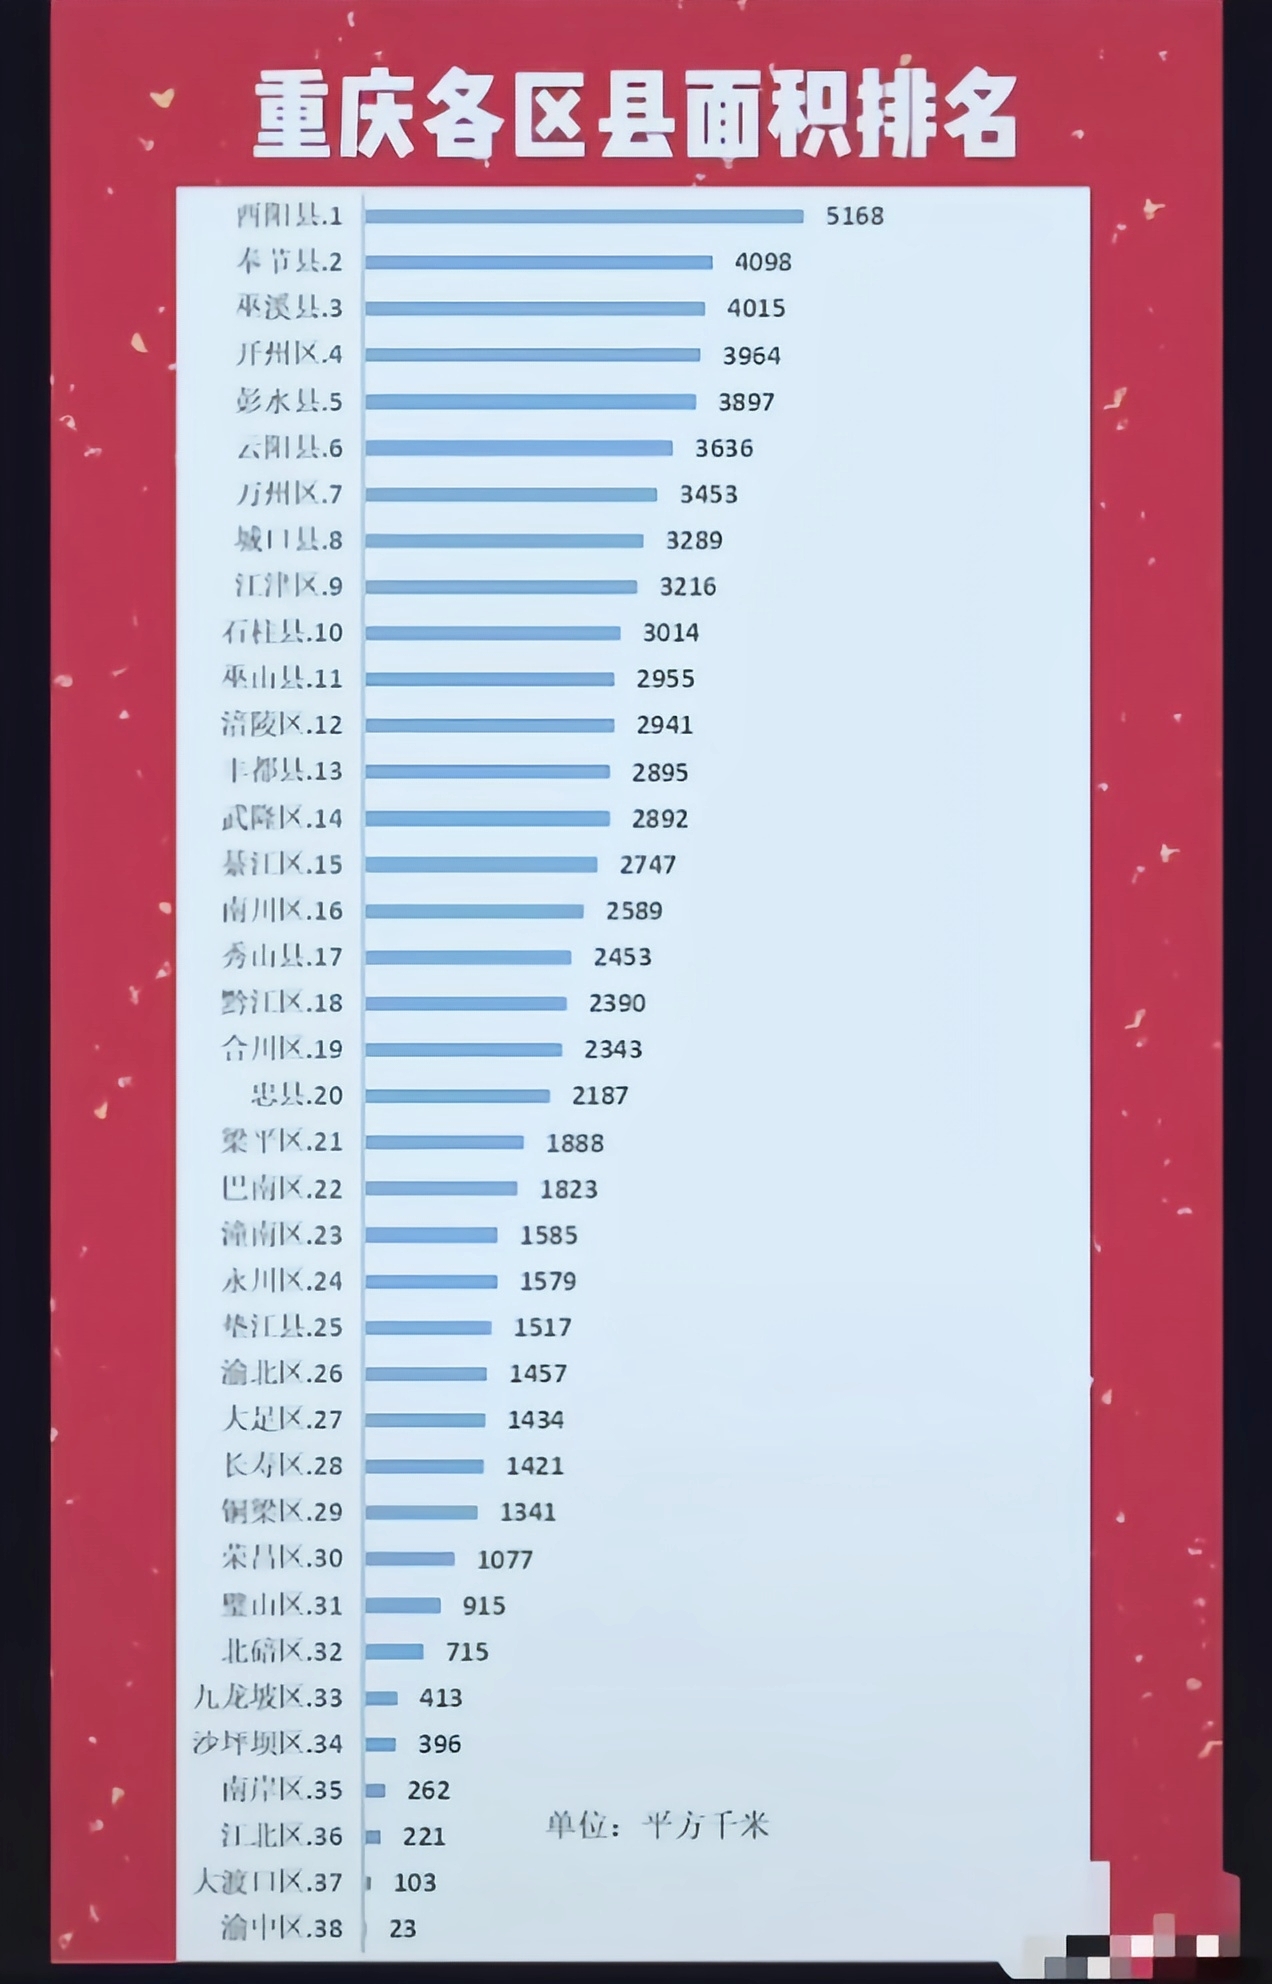 重庆各区县面积排名
酉阳县.1 5168
奉节县.2 4098
巫溪县.3 4015
开州区.4 3964
彭水县.5 3897
云阳县.6 3636
万州区.7 3453
城口县.8 3289
江津区.9 3216
石柱县.10 3014
巫山县.11 2955
涪陵区.12 2941
丰都县.13 2895
武隆区.14 2892
綦江区.15 2747
南川区.16 2589
秀山县.17 2453
黔江区.18 2390
合川区.19 2343
忠县.20 2187
梁平区.21 1888
巴南区.22 1823
潼南区.23 1585
永川区.24 1579
垫江县.25 1517
渝北区.26 1457
大足区.27 1434
长寿区.28 1421
铜梁区.29 1341
荣昌区.30 1077
璧山区.31 915
北碚区.32 715
九龙坡区.33 413
沙坪坝区.34 396
南岸区.35 262
单位：平方千米
江北区.36 221
大渡口区.37 103
渝中区.38 23